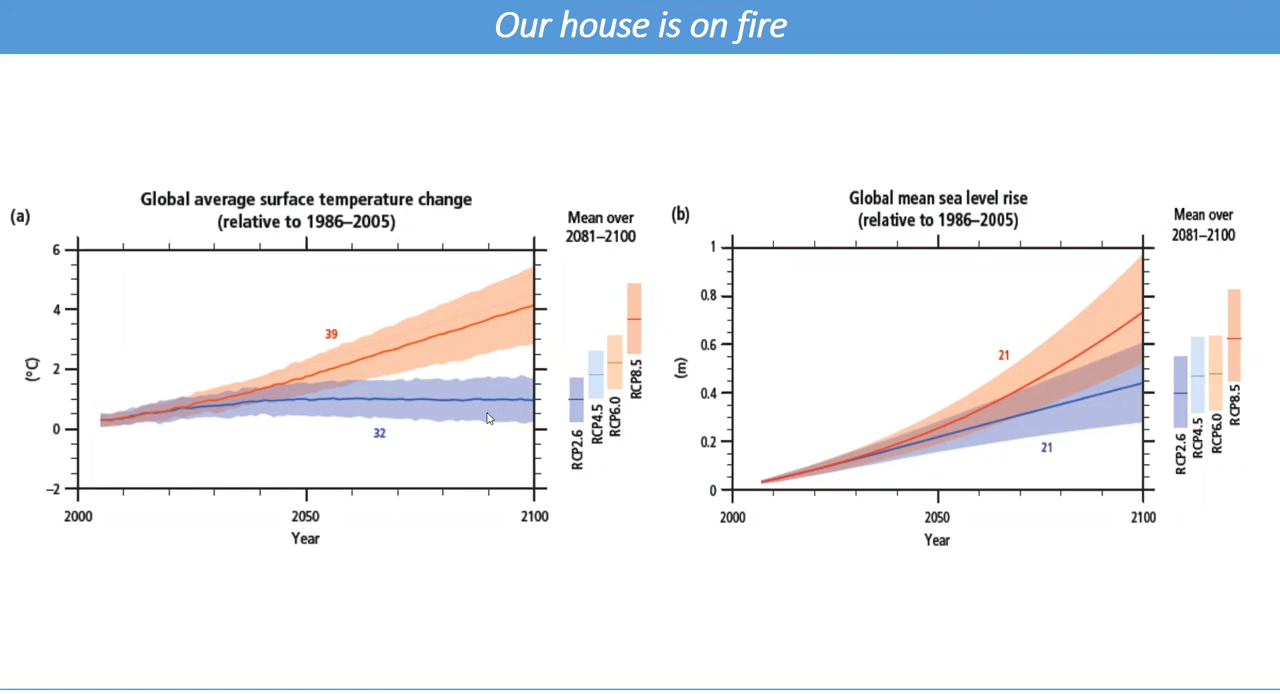 Our house is on fire
(a)
Global average surface temperature change
(relative to 1986–2005)
Mean over
2081–2100
6
4
2
0
−2
(°C)
39
32
2000
2050
2100
Year
RCP2.6
RCP4.5
RCP6.0
RCP8.5
(b)
Global mean sea level rise
(relative to 1986–2005)
Mean over
2081–2100
1
0.8
0.6
0.4
0.2
0
(m)
21
21
2000
2050
2100
Year
RCP2.6
RCP4.5
RCP6.0
RCP8.5